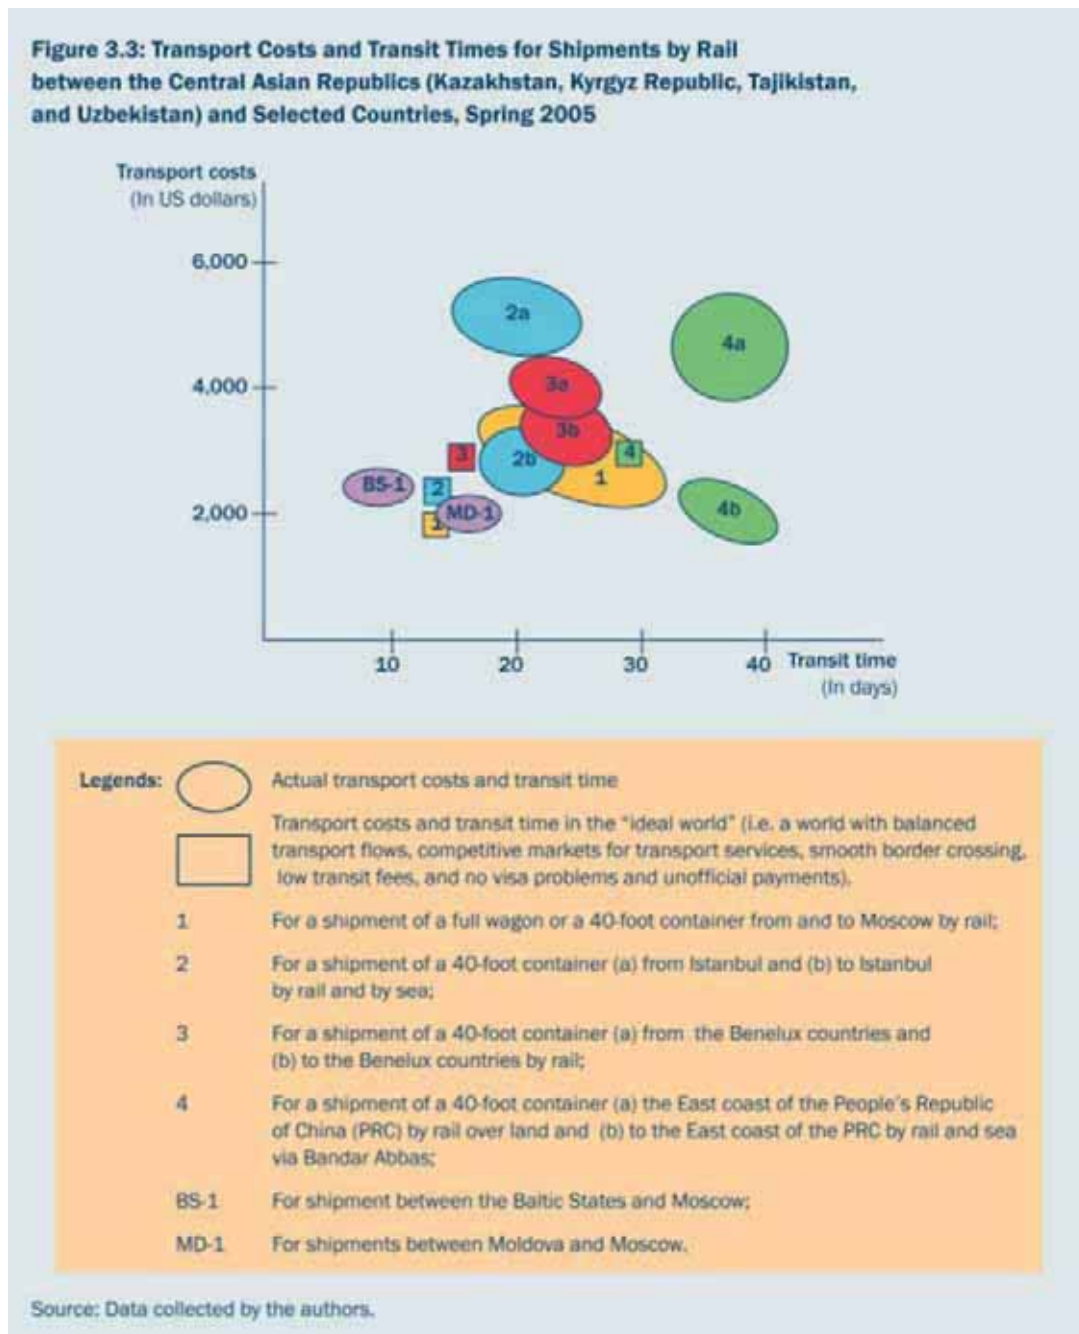 Figure 3.3: Transport Costs and Transit Times for Shipments by Rail
between the Central Asian Republics (Kazakhstan, Kyrgyz Republic, Tajikistan,
and Uzbekistan) and Selected Countries, Spring 2005
Transport costs
(In US dollars)
6,000
2a
4a
4,000
3a
3b
3
4
2b
1
BS-1
2
4b
2,000
MD-1
1
10
20
30
40
Transit time
(In days)
Legends:
Actual transport costs and transit time
Transport costs and transit time in the "ideal world" (i.e. a world with balanced
transport flows, competitive markets for transport services, smooth border crossing,
low transit fees, and no visa problems and unofficial payments).
1 For a shipment of a full wagon or a 40-foot container from and to Moscow by rail;
2 For a shipment of a 40-foot container (a) from Istanbul and (b) to Istanbul
by rail and by sea;
3 For a shipment of a 40-foot container (a) from the Benelux countries and
(b) to the Benelux countries by rail;
4 For a shipment of a 40-foot container (a) the East coast of the People's Republic
of China (PRC) by rail over land and (b) to the East coast of the PRC by rail and sea
via Bandar Abbas;
BS-1 For shipment between the Baltic States and Moscow;
MD-1 For shipments between Moldova and Moscow.
Source: Data collected by the authors.